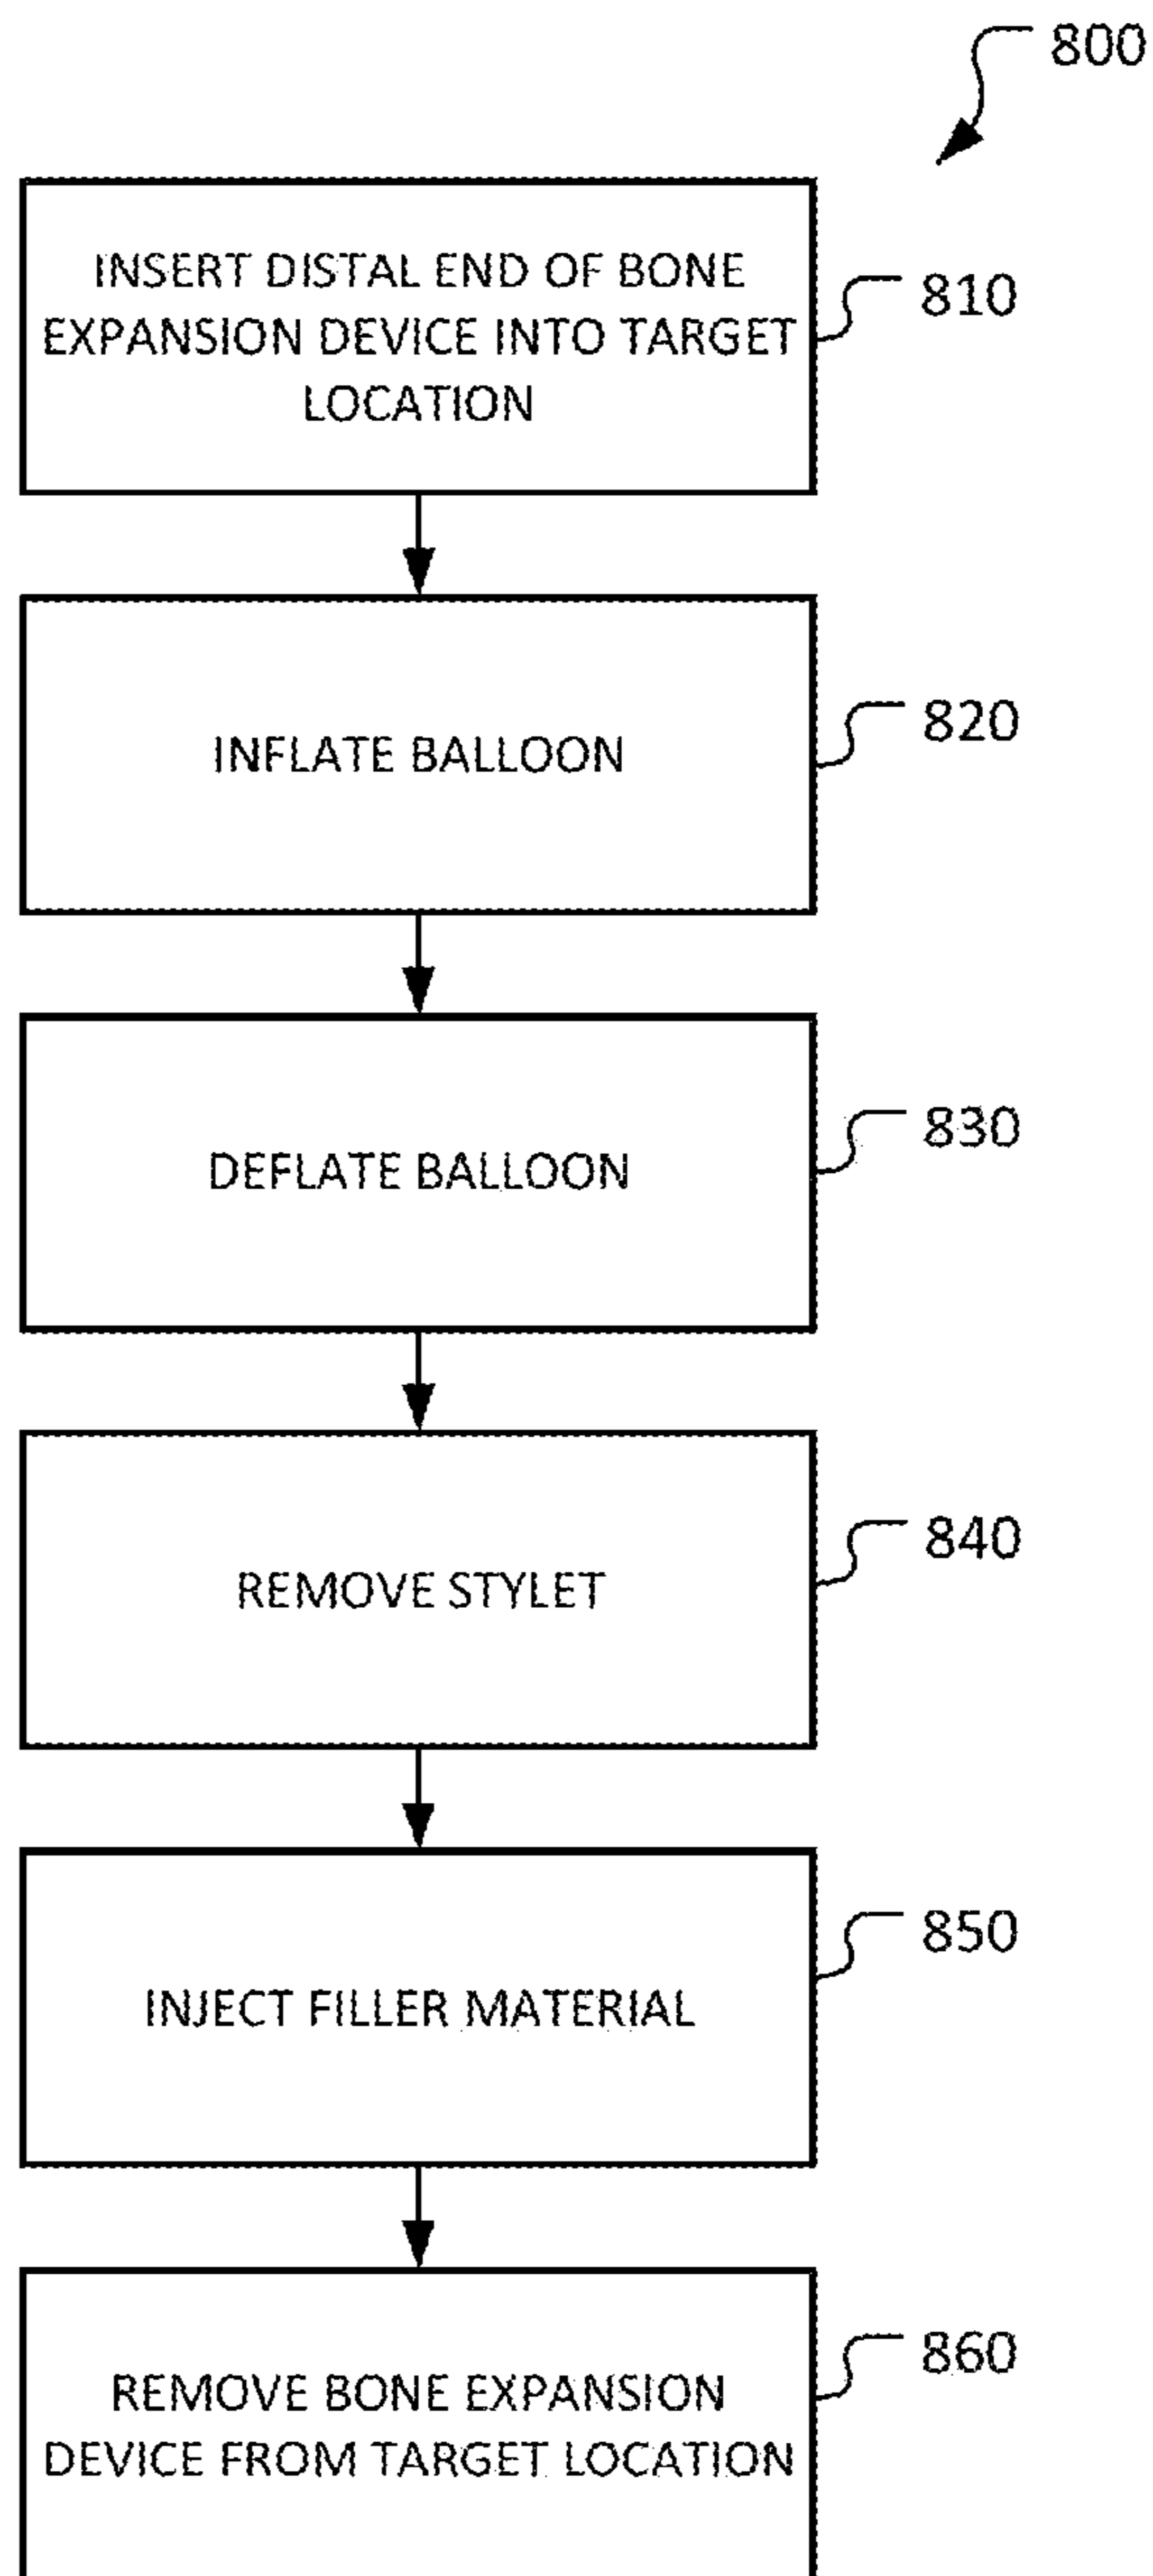 800
INSERT DISTAL END OF BONE
EXPANSION DEVICE INTO TARGET
LOCATION
810
INFLATE BALLOON
820
DEFLATE BALLOON
830
REMOVE STYLET
840
INJECT FILLER MATERIAL
850
REMOVE BONE EXPANSION
DEVICE FROM TARGET LOCATION
860